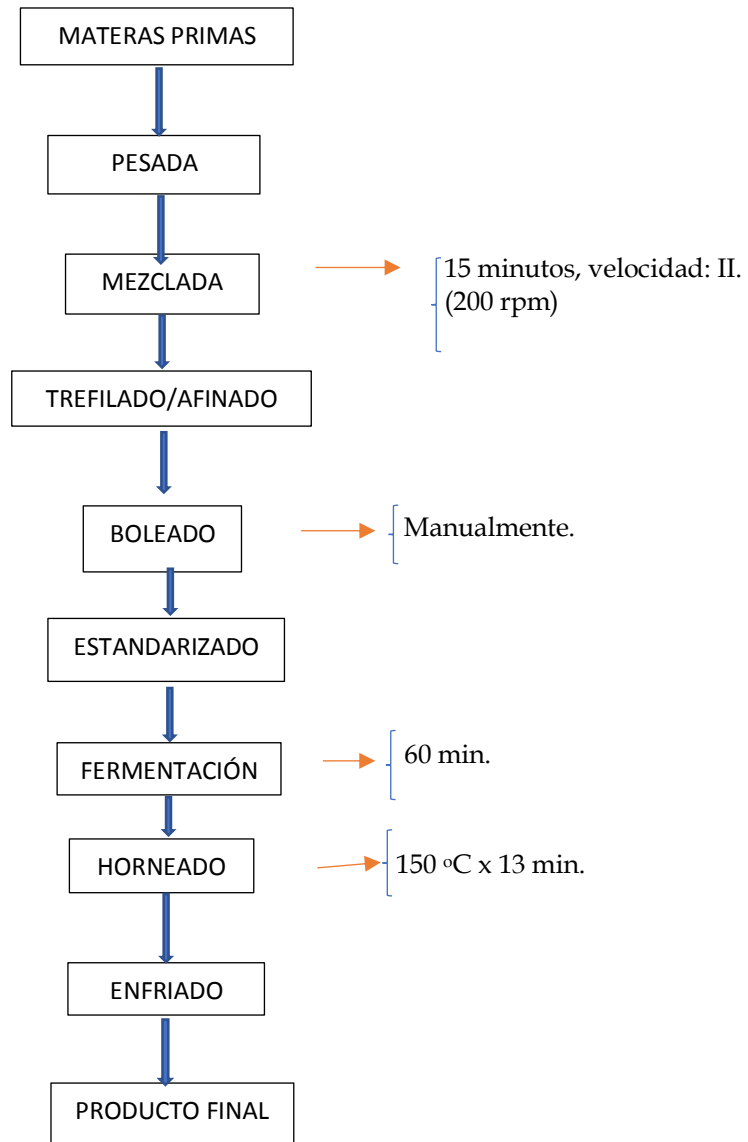 MATERAS PRIMAS
PESADA
MEZCLADA
15 minutos, velocidad: II.
(200 rpm)
TREFILADO/AFINADO
BOLEADO
Manualmente.
ESTANDARIZADO
FERMENTACIÓN
60 min.
HORNEADO
150 ºC x 13 min.
ENFRIADO
PRODUCTO FINAL